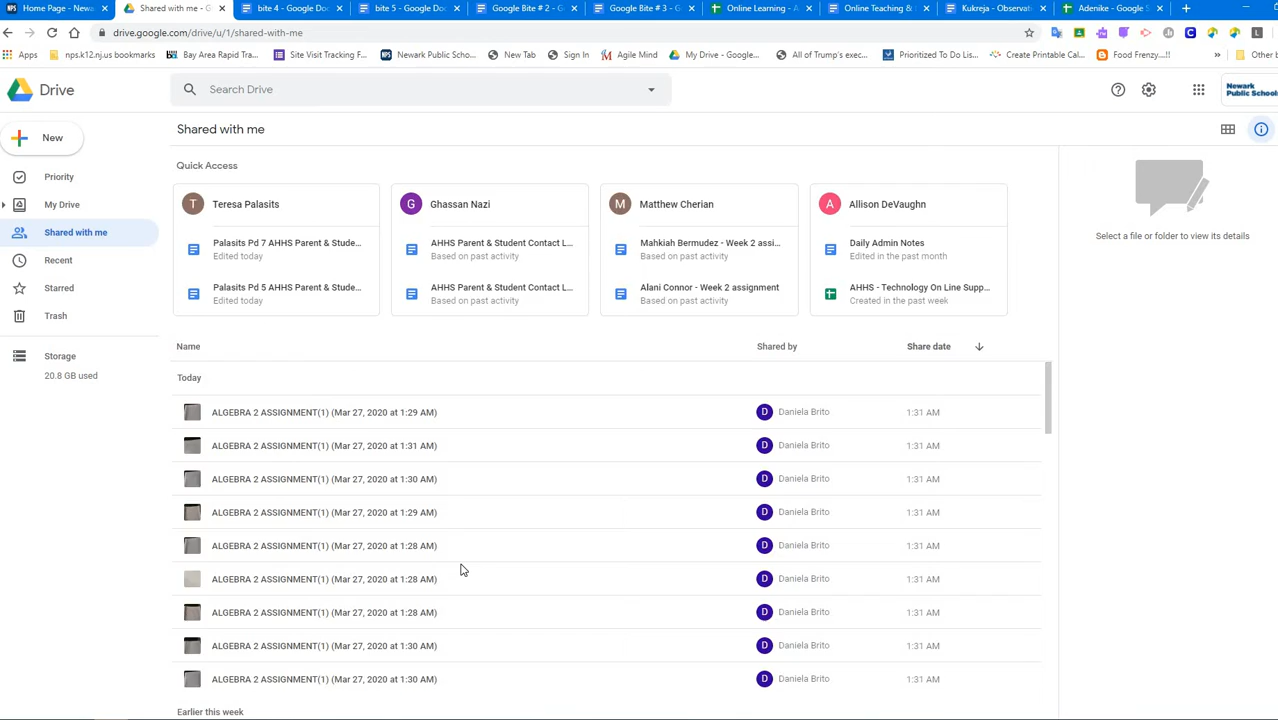 Home Page - Newa
Shared with me - G
bite 4 - Google Doc
bite 5 - Google Doc
Google Bite # 2 - G
Google Bite #3 - G
Online Learning - A
Online Teaching &
Kukreja - Observati
Adenike - Google S
drive.google.com/drive/u/1/shared-with-me
Apps
nps.k12.nj.us bookmarks
Bay Area Rapid Tra...
Site Visit Tracking F...
Newark Public Scho...
New Tab
Sign In
Agile Mind
My Drive - Google...
All of Trump's exec...
Prioritized To Do Lis...
Create Printable Cal...
Food Frenzy...!!
»
Other b
Drive
Search Drive
Newark
Public Schools
New
Shared with me
Priority
Quick Access
My Drive
Teresa Palasits
Ghassan Nazi
Matthew Cherian
Allison DeVaughn
Shared with me
Palasits Pd 7 AHHS Parent & Stude...
Edited today
AHHS Parent & Student Contact L...
Based on past activity
Mahkiah Bermudez - Week 2 assi...
Based on past activity
Daily Admin Notes
Edited in the past month
Select a file or folder to view its details
Recent
Starred
Palasits Pd 5 AHHS Parent & Stude...
Edited today
AHHS Parent & Student Contact L...
Based on past activity
Alani Connor - Week 2 assignment
Based on past activity
AHHS - Technology On Line Supp...
Created in the past week
Trash
Storage
20.8 GB used
Name
Shared by
Share date
Today
ALGEBRA 2 ASSIGNMENT(1) (Mar 27, 2020 at 1:29 AM) D Daniela Brito 1:31 AM
ALGEBRA 2 ASSIGNMENT(1) (Mar 27, 2020 at 1:31 AM) D Daniela Brito 1:31 AM
ALGEBRA 2 ASSIGNMENT(1) (Mar 27, 2020 at 1:30 AM) D Daniela Brito 1:31 AM
ALGEBRA 2 ASSIGNMENT(1) (Mar 27, 2020 at 1:29 AM) D Daniela Brito 1:31 AM
ALGEBRA 2 ASSIGNMENT(1) (Mar 27, 2020 at 1:28 AM) D Daniela Brito 1:31 AM
ALGEBRA 2 ASSIGNMENT(1) (Mar 27, 2020 at 1:28 AM) D Daniela Brito 1:31 AM
ALGEBRA 2 ASSIGNMENT(1) (Mar 27, 2020 at 1:28 AM) D Daniela Brito 1:31 AM
ALGEBRA 2 ASSIGNMENT(1) (Mar 27, 2020 at 1:30 AM) D Daniela Brito 1:31 AM
ALGEBRA 2 ASSIGNMENT(1) (Mar 27, 2020 at 1:30 AM) D Daniela Brito 1:31 AM
Earlier this week